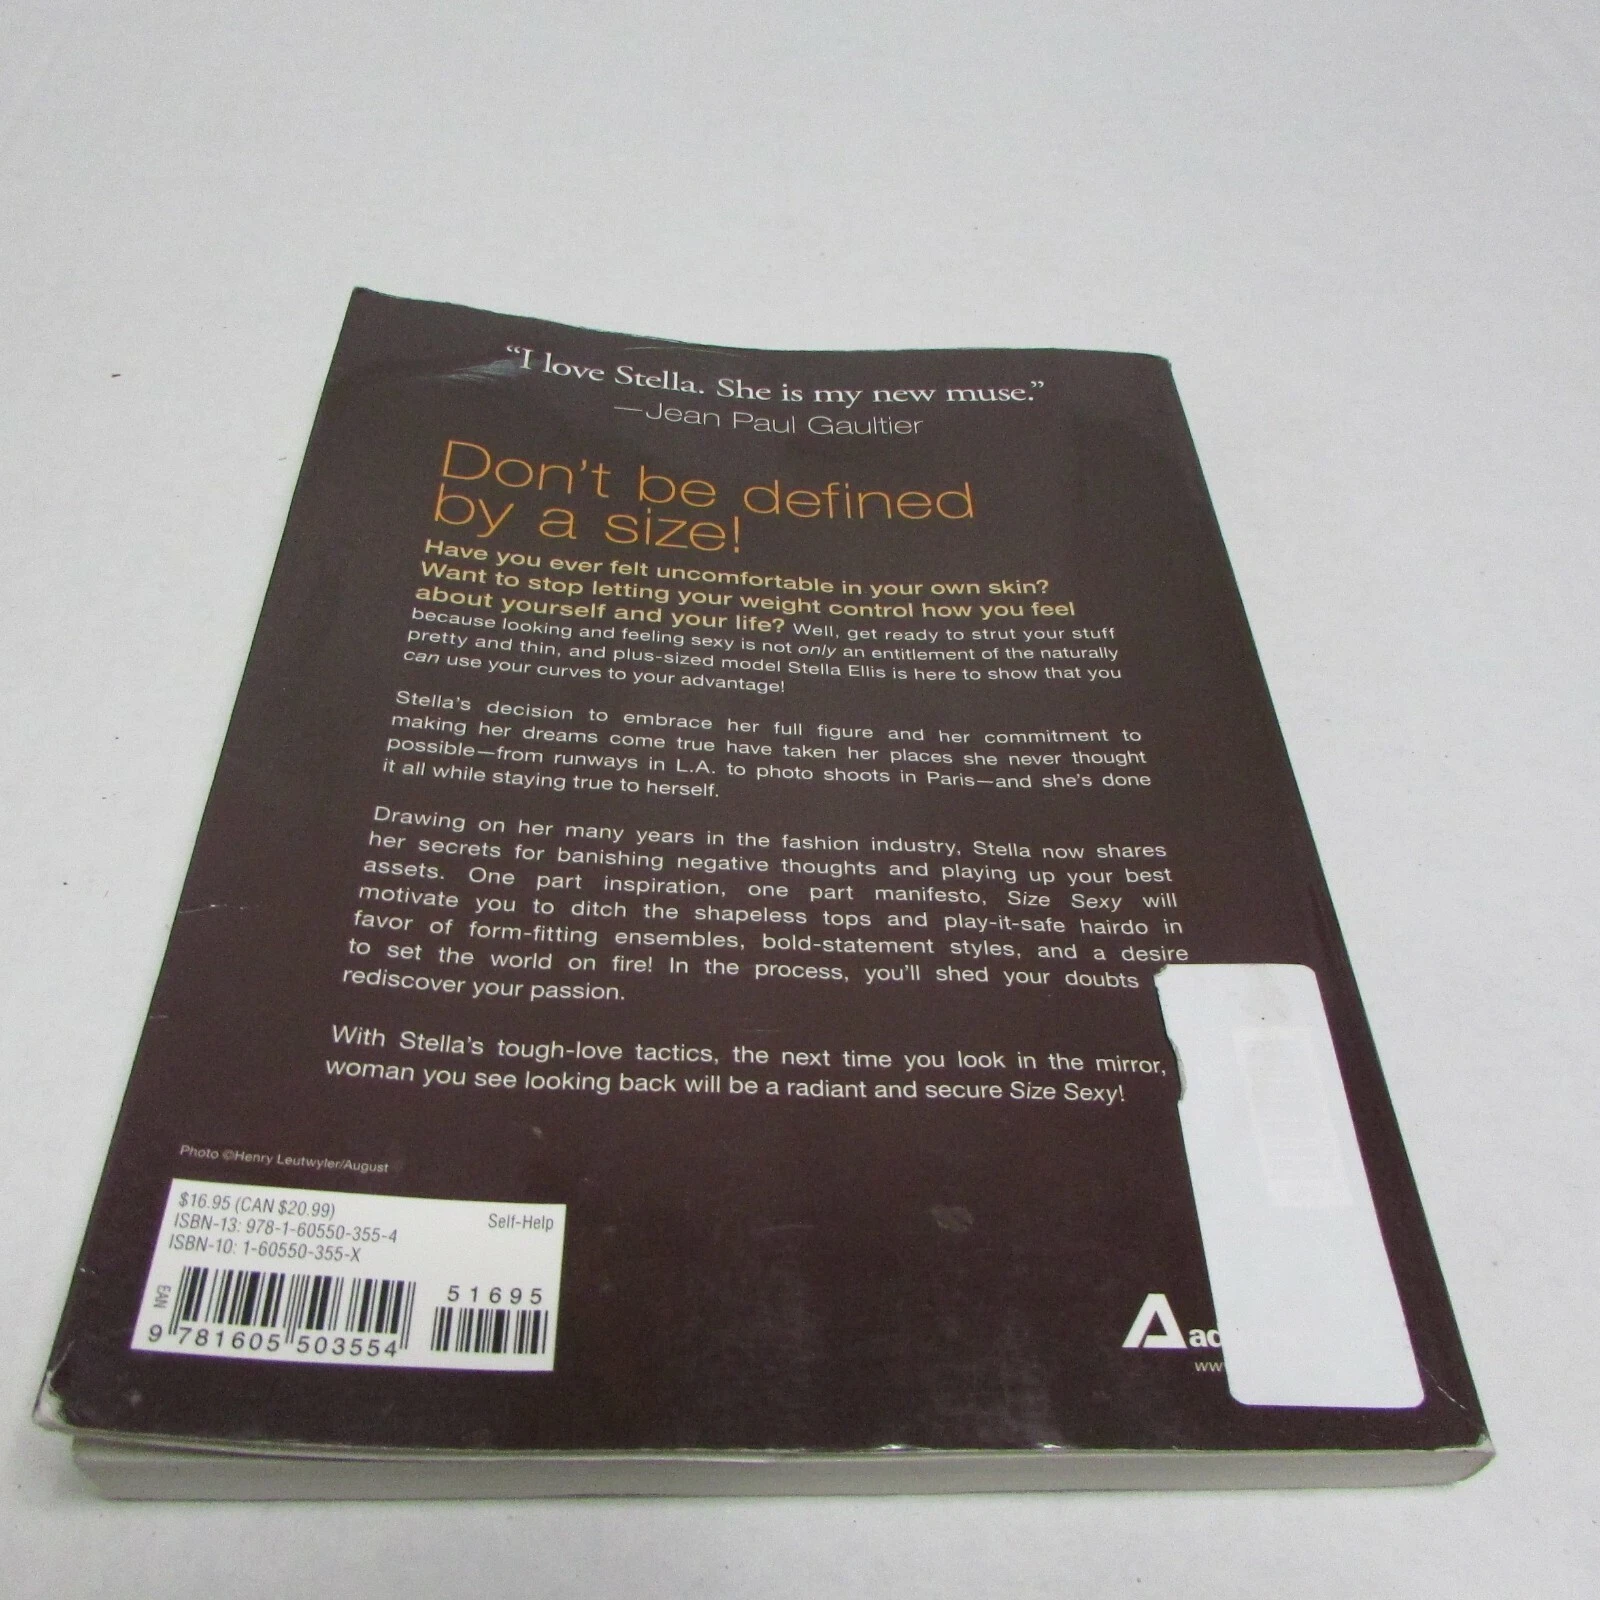 “I love Stella. She is my new muse.”
—Jean Paul Gaultier
Don't be defined
by a size!
Have you ever felt uncomfortable in your own skin?
Want to stop letting your weight control how you feel
about yourself and your life? Well, get ready to strut your stuff
because looking and feeling sexy is not only an entitlement of the naturally
pretty and thin, and plus-sized model Stella Ellis is here to show that you
can use your curves to your advantage!
Stella's decision to embrace her full figure and her commitment to
making her dreams come true have taken her places she never thought
possible—from runways in L.A. to photo shoots in Paris—and she's done
it all while staying true to herself.
Drawing on her many years in the fashion industry, Stella now shares
her secrets for banishing negative thoughts and playing up your best
assets. One part inspiration, one part manifesto, Size Sexy will
motivate you to ditch the shapeless tops and play-it-safe hairdo in
favor of form-fitting ensembles, bold-statement styles, and a desire
to set the world on fire! In the process, you'll shed your doubts
rediscover your passion.
With Stella's tough-love tactics, the next time you look in the mirror,
woman you see looking back will be a radiant and secure Size Sexy!
Photo ©Henry Leutwyler/August
$16.95 (CAN $20.99)
ISBN-13: 978-1-60550-355-4
Self-Help
ISBN-10: 1-60550-355-X
EAN
51695
9 781605 503554